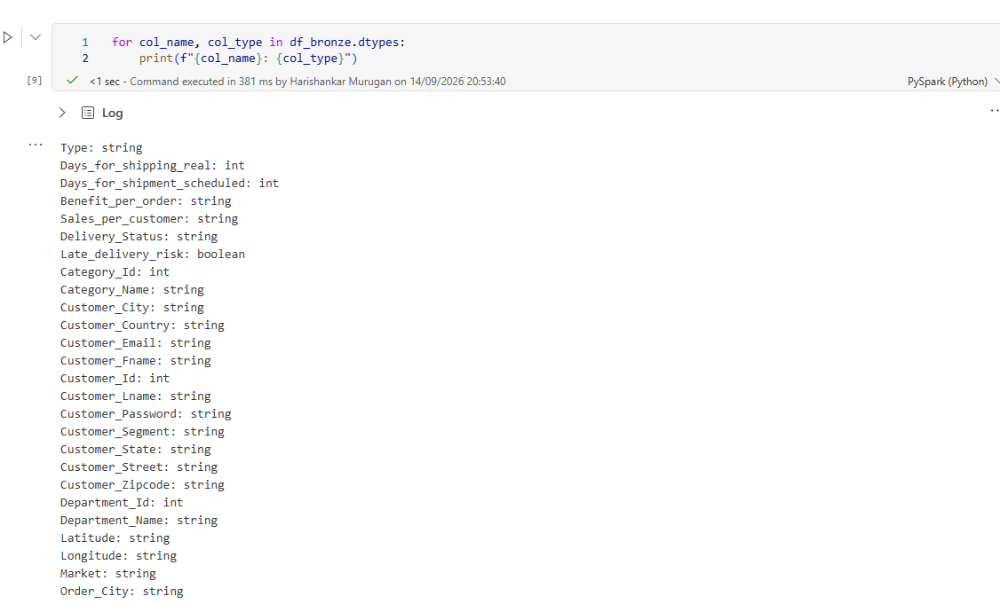 1 for col_name, col_type in df_bronze.dtypes:
2 print(f"{col_name}: {col_type}")
[9] <1 sec - Command executed in 381 ms by Harishankar Murugan on 14/09/2026 20:53:40 PySpark (Python)
Log
Type: string
Days_for_shipping_real: int
Days_for_shipment_scheduled: int
Benefit_per_order: string
Sales_per_customer: string
Delivery_Status: string
Late_delivery_risk: boolean
Category_Id: int
Category_Name: string
Customer_City: string
Customer_Country: string
Customer_Email: string
Customer_Fname: string
Customer_Id: int
Customer_Lname: string
Customer_Password: string
Customer_Segment: string
Customer_State: string
Customer_Street: string
Customer_Zipcode: string
Department_Id: int
Department_Name: string
Latitude: string
Longitude: string
Market: string
Order_City: string